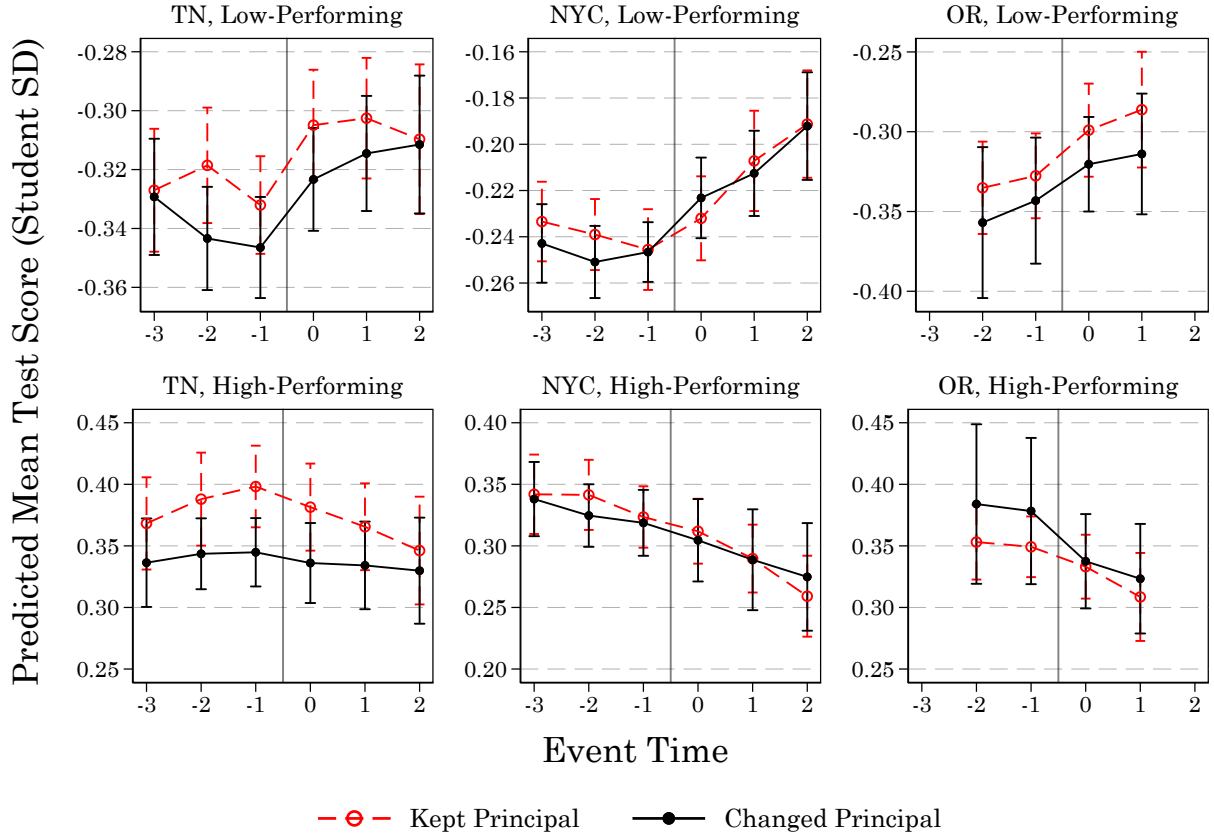 Predicted Mean Test Score (Student SD)
TN, Low-Performing
-0.28
-0.30
-0.32
-0.34
-0.36
-3 -2 -1 0 1 2
NYC, Low-Performing
-0.16
-0.18
-0.20
-0.22
-0.24
-0.26
-3 -2 -1 0 1 2
OR, Low-Performing
-0.25
-0.30
-0.35
-0.40
-3 -2 -1 0 1 2
TN, High-Performing
0.45
0.40
0.35
0.30
0.25
-3 -2 -1 0 1 2
NYC, High-Performing
0.40
0.35
0.30
0.25
0.20
-3 -2 -1 0 1 2
OR, High-Performing
0.45
0.40
0.35
0.30
0.25
-3 -2 -1 0 1 2
Event Time
Kept Principal Changed Principal